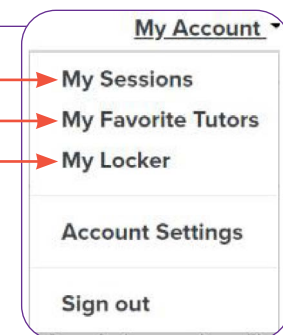 My Account
My Sessions
My Favorite Tutors
My Locker
Account Settings
Sign out